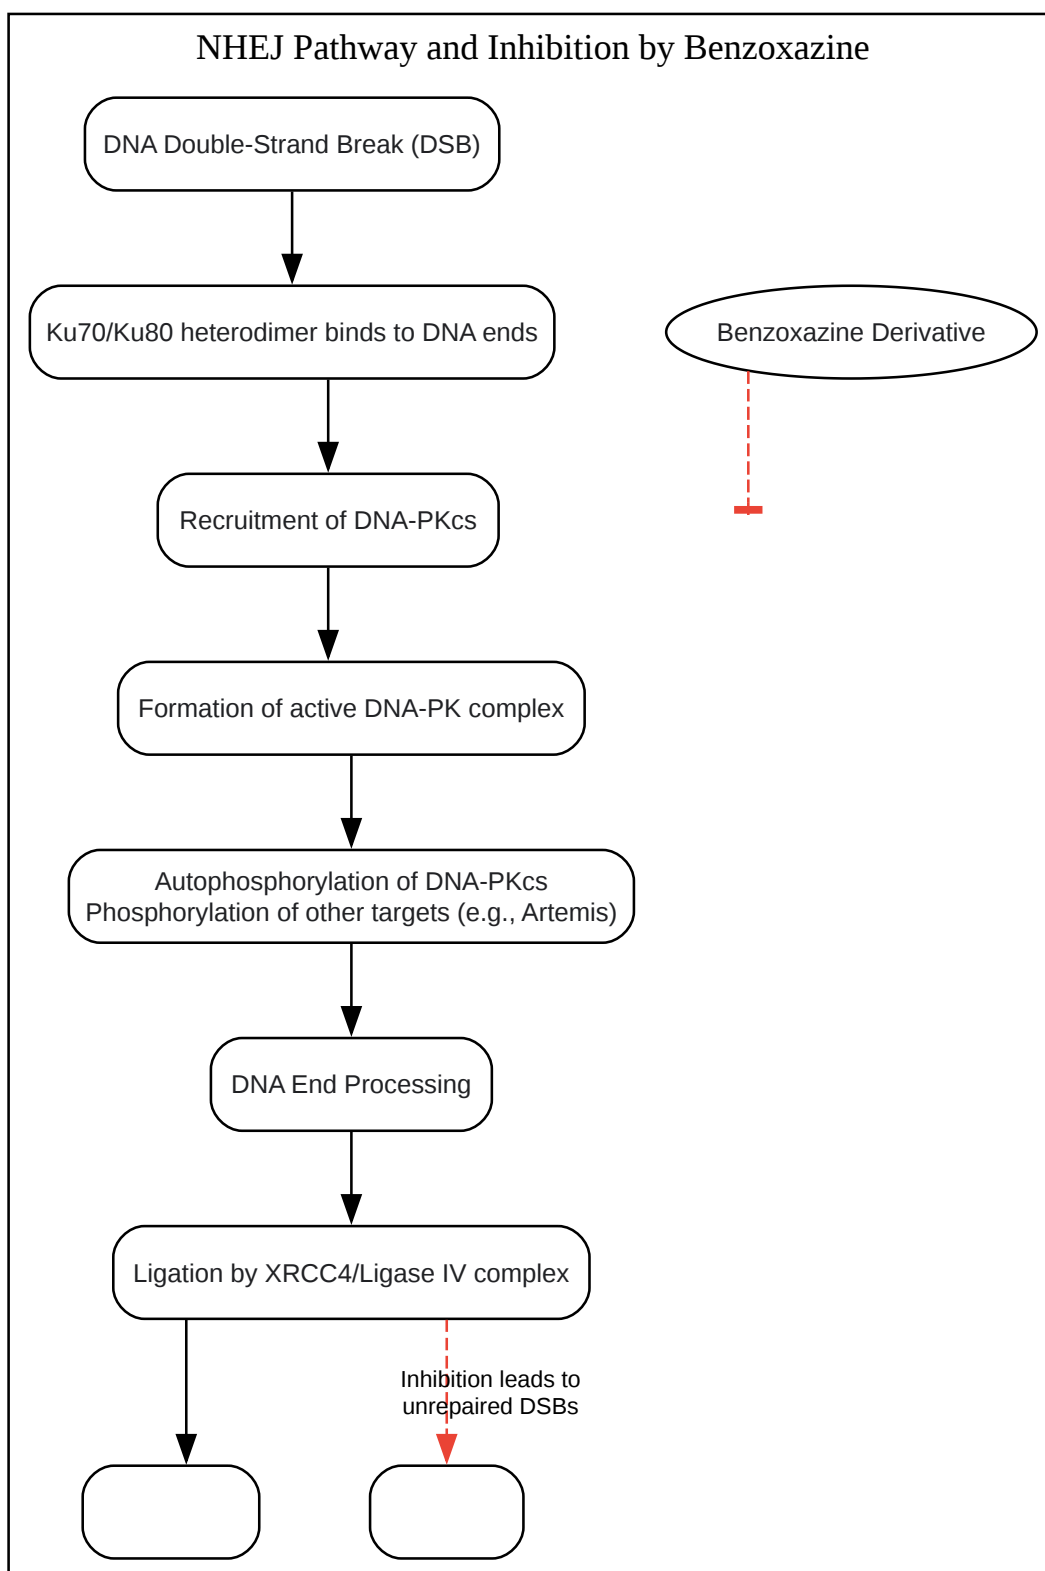 NHEJ Pathway and Inhibition by Benzoxazine
DNA Double-Strand Break (DSB)
Ku70/Ku80 heterodimer binds to DNA ends
Benzoxazine Derivative
Recruitment of DNA-PKcs
Formation of active DNA-PK complex
Autophosphorylation of DNA-PKcs
Phosphorylation of other targets (e.g., Artemis)
DNA End Processing
Ligation by XRCC4/Ligase IV complex
Inhibition leads to
unrepaired DSBs